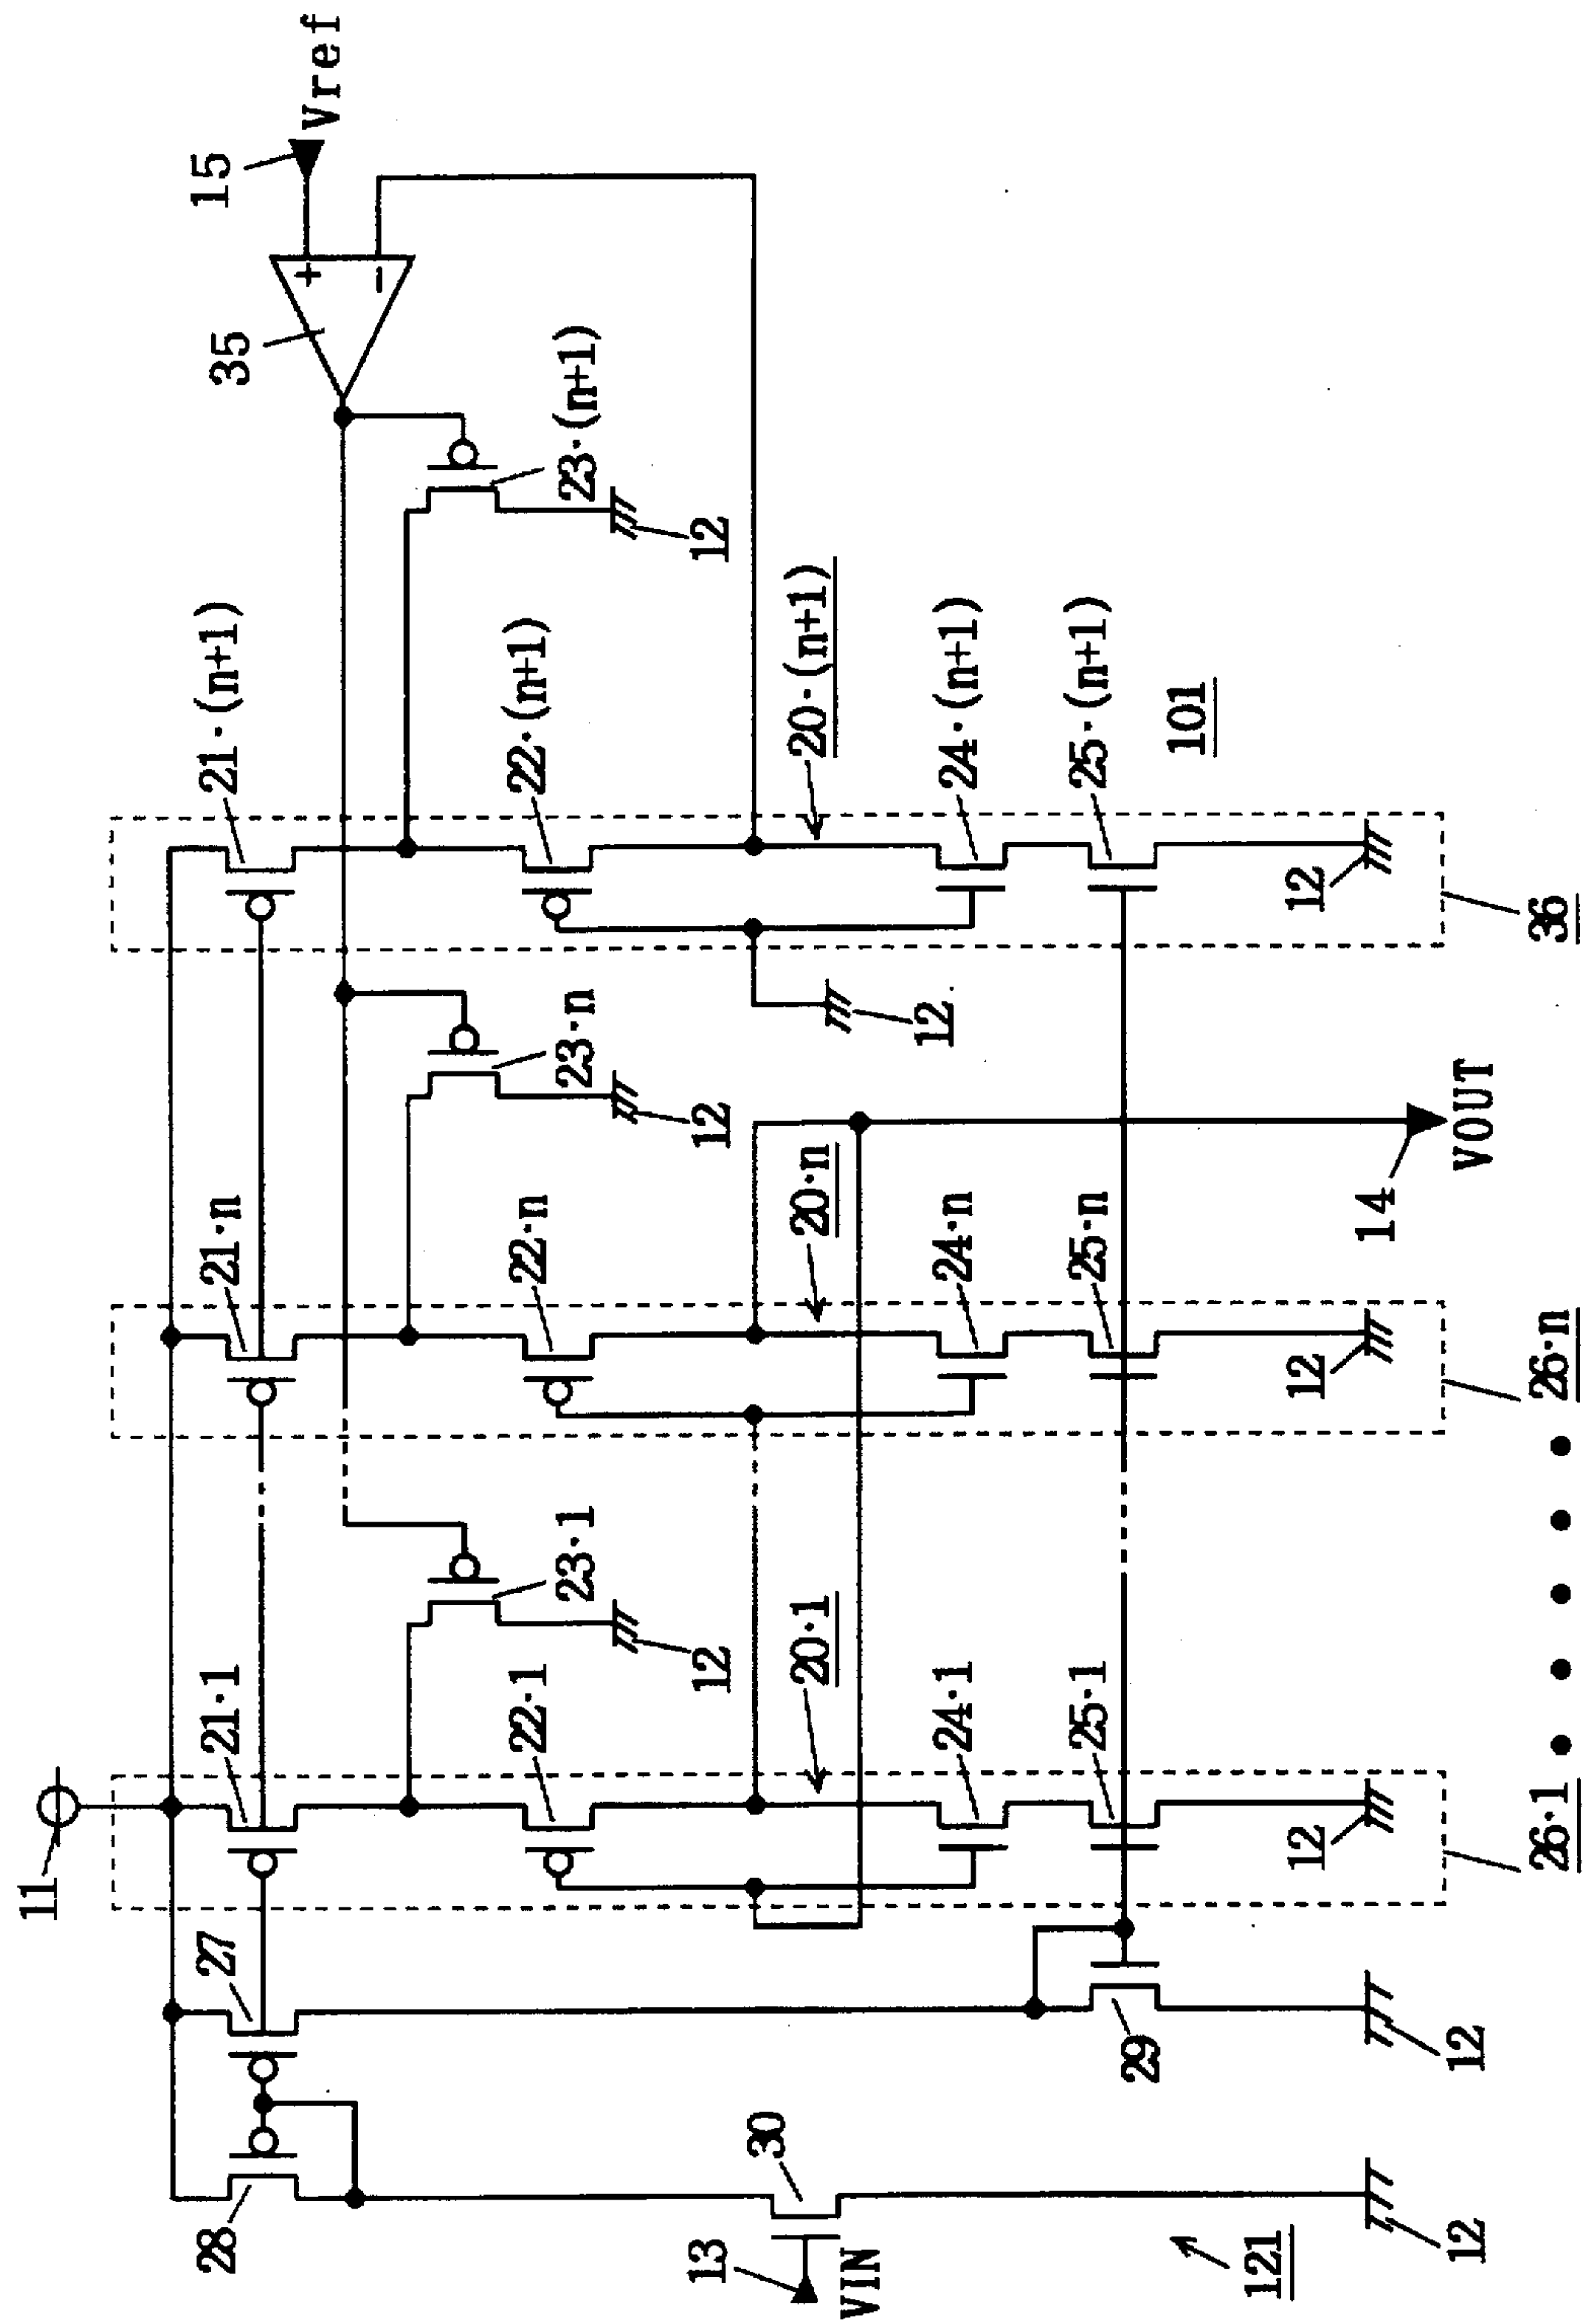 11
28
27
21·1
21·n
21·(n+1)
35
15
Vref
+
−
23·1
23·n
23·(n+1)
22·1
22·n
22·(n+1)
12
12
12
13
VIN
30
20·1
20·n
20·(n+1)
12
24·1
24·n
24·(n+1)
29
25·1
25·n
25·(n+1)
101
121
12
12
12
12
12
14
VOUT
26·1
26·n
36